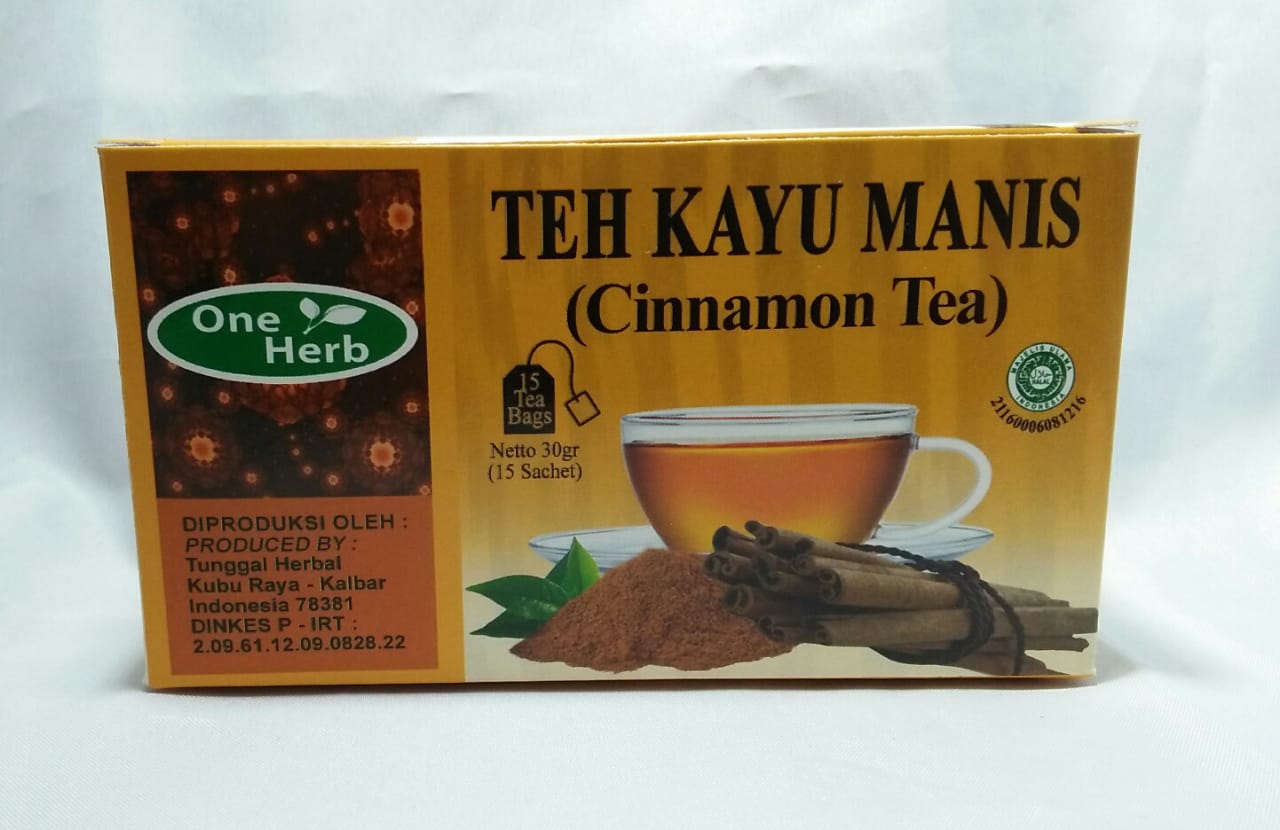 One
Herb
DIPRODUKSI OLEH :
PRODUCED BY :
Tunggal Herbal
Kubu Raya - Kalbar
Indonesia 78381
DINKES P - IRT :
2.09.61.12.09.0828.22
TEH KAYU MANIS
(Cinnamon Tea)
15
Tea
Bags
Netto 30gr
(15 Sachet)
MAJELIS ULAMA
حلال
HALAL
INDONESIA
21160006081216